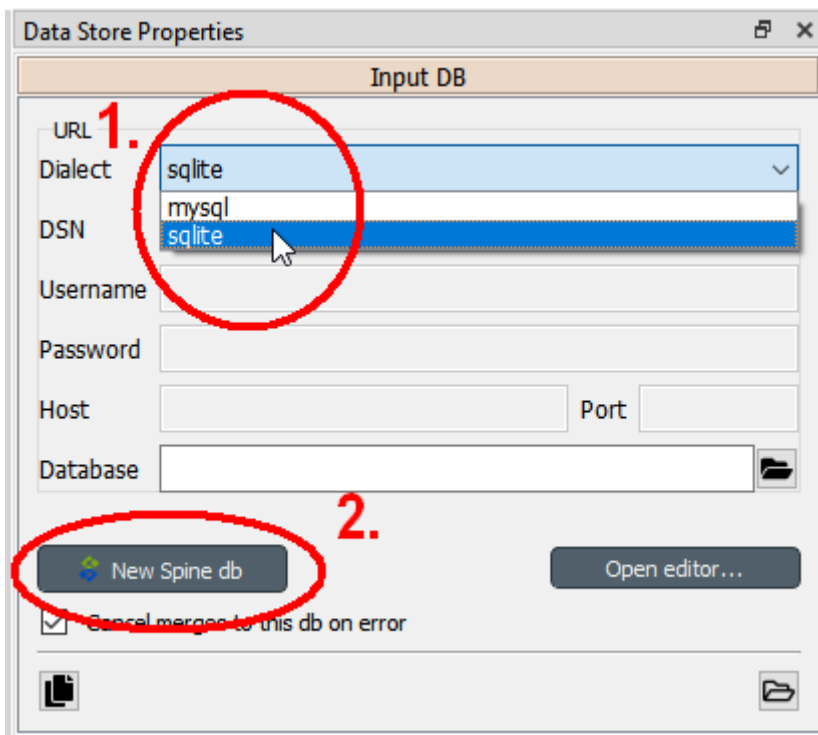 Data Store Properties
Input DB
URL 1.
Dialect sqlite
mysql
DSN sqlite
Username
Password
Host Port
Database
2.
New Spine db Open editor...
Cancel merges to this db on error